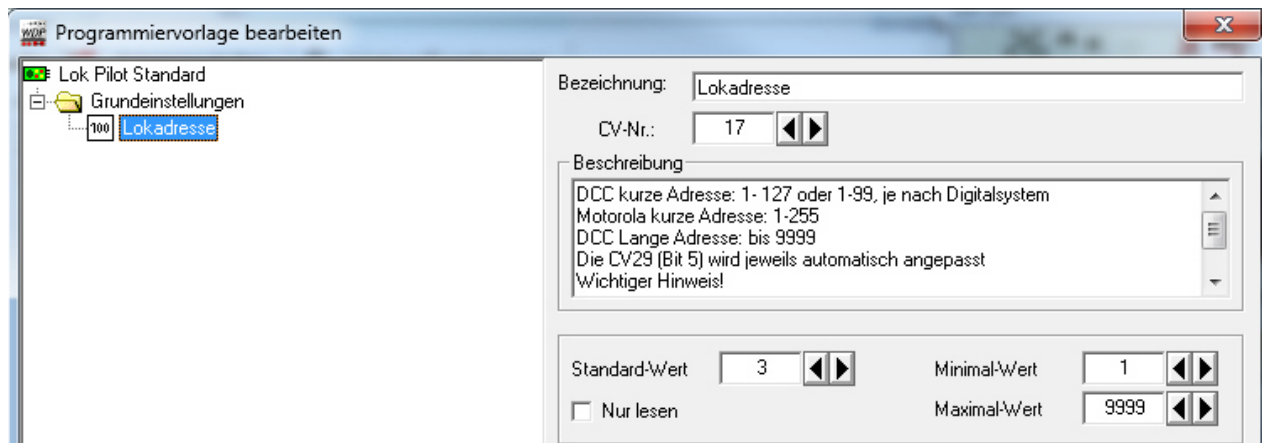 WDP Programmiervorlage bearbeiten
Lok Pilot Standard
Grundeinstellungen
100 Lokadresse
Bezeichnung: Lokadresse
CV-Nr.: 17
Beschreibung
DCC kurze Adresse: 1- 127 oder 1-99, je nach Digitalsystem
Motorola kurze Adresse: 1-255
DCC Lange Adresse: bis 9999
Die CV29 (Bit 5) wird jeweils automatisch angepasst
Wichtiger Hinweis!
Standard-Wert 3 Minimal-Wert 1
Nur lesen Maximal-Wert 9999